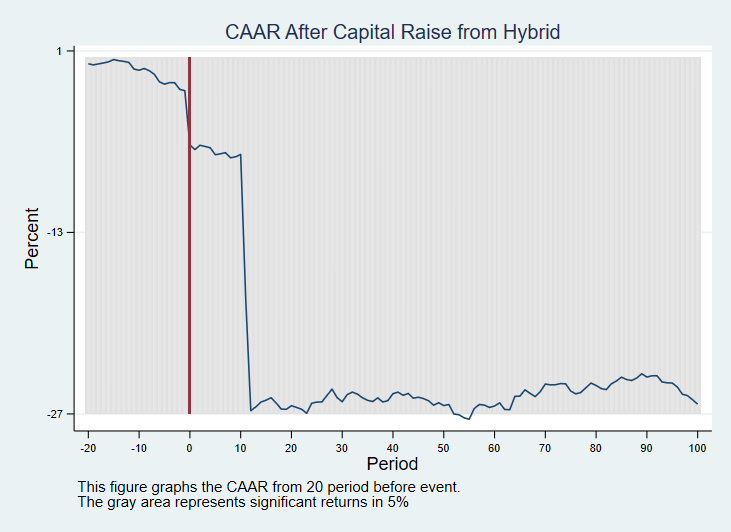 CAAR After Capital Raise from Hybrid
1
-13
-27
Percent
-20 -10 0 10 20 30 40 50 60 70 80 90 100
Period
This figure graphs the CAAR from 20 period before event.
The gray area represents significant returns in 5%